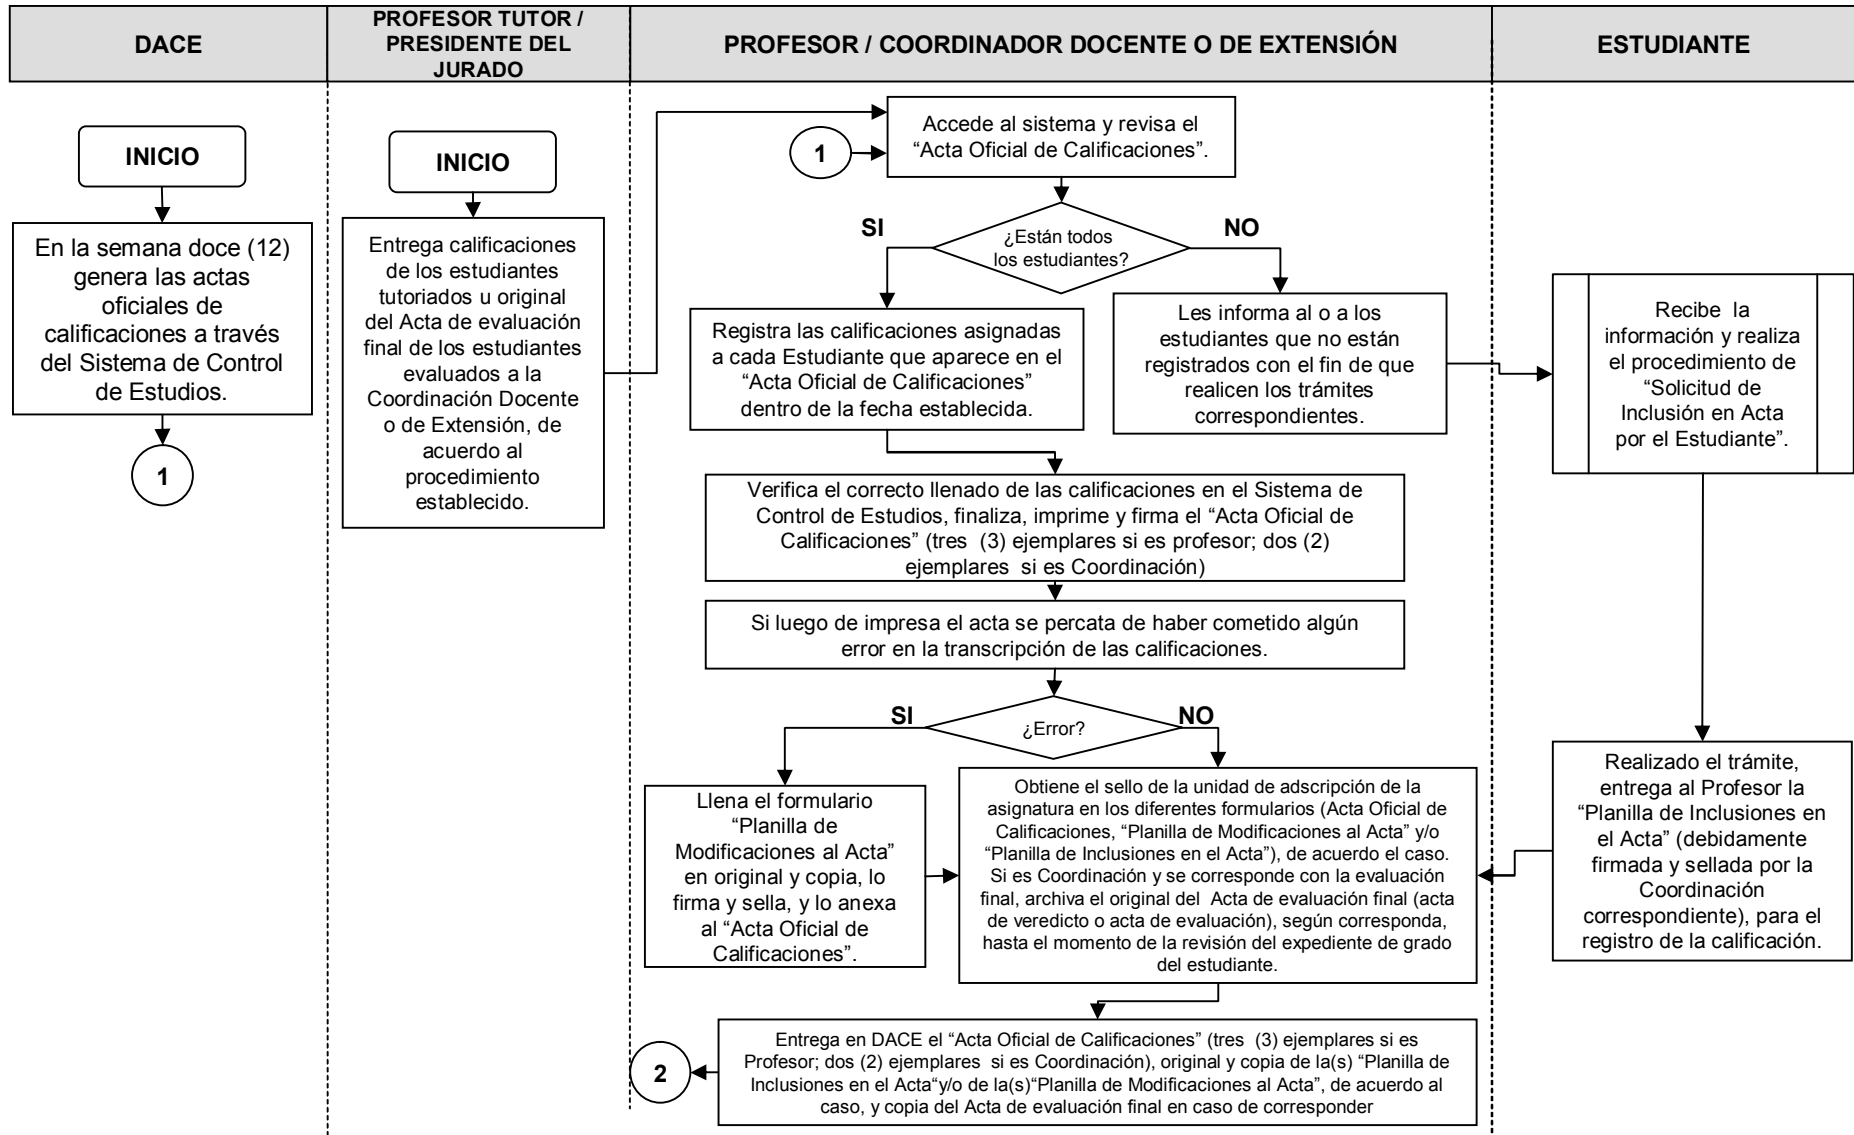 DACE
PROFESOR TUTOR /
PRESIDENTE DEL
JURADO
PROFESOR / COORDINADOR DOCENTE O DE EXTENSIÓN
ESTUDIANTE
INICIO
En la semana doce (12)
genera las actas
oficiales de
calificaciones a través
del Sistema de Control
de Estudios.
1
INICIO
Entrega calificaciones
de los estudiantes
tutoriados u original
del Acta de evaluación
final de los estudiantes
evaluados a la
Coordinación Docente
o de Extensión, de
acuerdo al
procedimiento
establecido.
1
Accede al sistema y revisa el
“Acta Oficial de Calificaciones”.
SI
¿Están todos
los estudiantes?
NO
Registra las calificaciones asignadas
a cada Estudiante que aparece en el
“Acta Oficial de Calificaciones”
dentro de la fecha establecida.
Les informa al o a los
estudiantes que no están
registrados con el fin de que
realicen los trámites
correspondientes.
Recibe  la
información y realiza
el procedimiento de
“Solicitud de
Inclusión en Acta
por el Estudiante”.
Verifica el correcto llenado de las calificaciones en el Sistema de
Control de Estudios, finaliza, imprime y firma el “Acta Oficial de
Calificaciones” (tres  (3) ejemplares si es profesor; dos (2)
ejemplares  si es Coordinación)
Si luego de impresa el acta se percata de haber cometido algún
error en la transcripción de las calificaciones.
SI
¿Error?
NO
Llena el formulario
“Planilla de
Modificaciones al Acta”
en original y copia, lo
firma y sella, y lo anexa
al “Acta Oficial de
Calificaciones”.
Obtiene el sello de la unidad de adscripción de la
asignatura en los diferentes formularios (Acta Oficial de
Calificaciones, “Planilla de Modificaciones al Acta” y/o
“Planilla de Inclusiones en el Acta”), de acuerdo el caso.
Si es Coordinación y se corresponde con la evaluación
final, archiva el original del  Acta de evaluación final (acta
de veredicto o acta de evaluación), según corresponda,
hasta el momento de la revisión del expediente de grado
del estudiante.
Realizado el trámite,
entrega al Profesor la
“Planilla de Inclusiones en
el Acta” (debidamente
firmada y sellada por la
Coordinación
correspondiente), para el
registro de la calificación.
Entrega en DACE el “Acta Oficial de Calificaciones” (tres  (3) ejemplares si es
Profesor; dos (2) ejemplares  si es Coordinación), original y copia de la(s) “Planilla de
Inclusiones en el Acta“y/o de la(s)“Planilla de Modificaciones al Acta”, de acuerdo al
caso, y copia del Acta de evaluación final en caso de corresponder
2